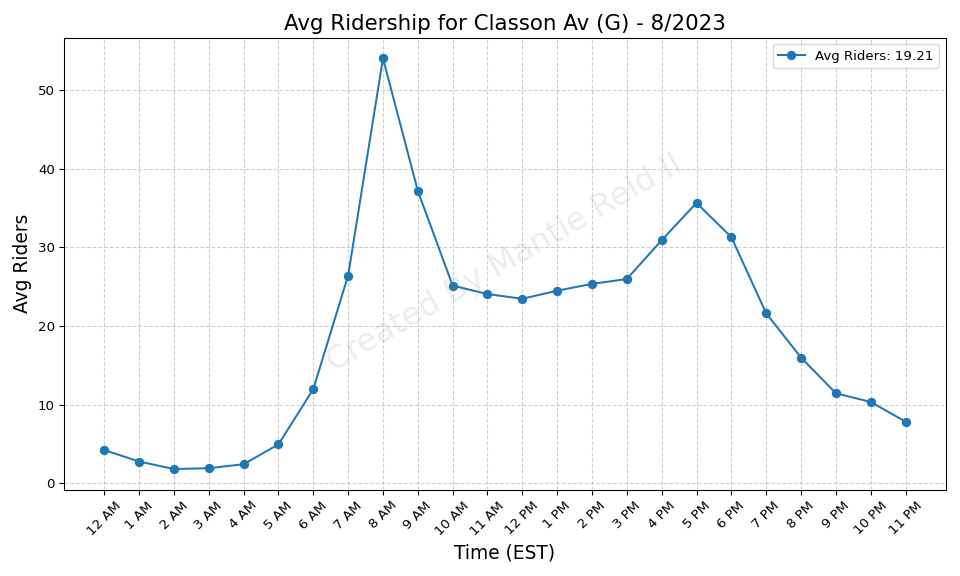 Avg Ridership for Classon Av (G) - 8/2023
Avg Riders: 19.21
Avg Riders
50
40
30
20
10
0
Created By Mantie Reid II
12 AM
1 AM
2 AM
3 AM
4 AM
5 AM
6 AM
7 AM
8 AM
9 AM
10 AM
11 AM
12 PM
1 PM
2 PM
3 PM
4 PM
5 PM
6 PM
7 PM
8 PM
9 PM
10 PM
11 PM
Time (EST)